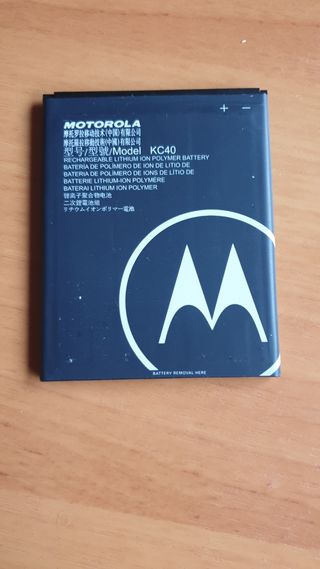 + −
MOTOROLA
摩托罗拉移动技术(中国)有限公司
摩托羅拉移動技術(中國)有限公司
型号/型號/Model KC40
RECHARGEABLE LITHIUM ION POLYMER BATTERY
BATERÍA DE POLÍMERO DE ION DE LITIO
BATERIA DE POLÍMERO DE IONS DE LÍTIO
BATTERIE LITHIUM-ION POLYMÈRE
BATERAI LITHIUM ION POLYMER
锂离子聚合物电池
二次鋰電池組
リチウムイオンポリマー電池
BATTERY REMOVAL HERE